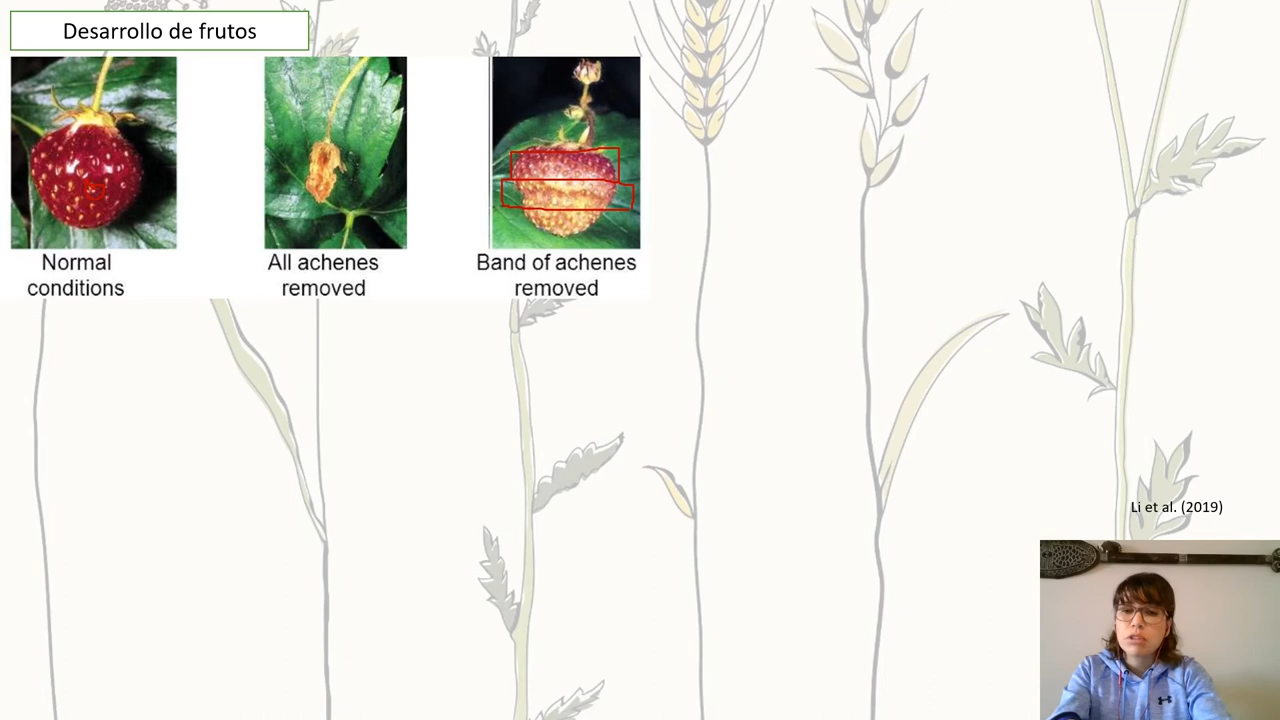 Desarrollo de frutos
Normal
conditions
All achenes
removed
Band of achenes
removed
Li et al. (2019)